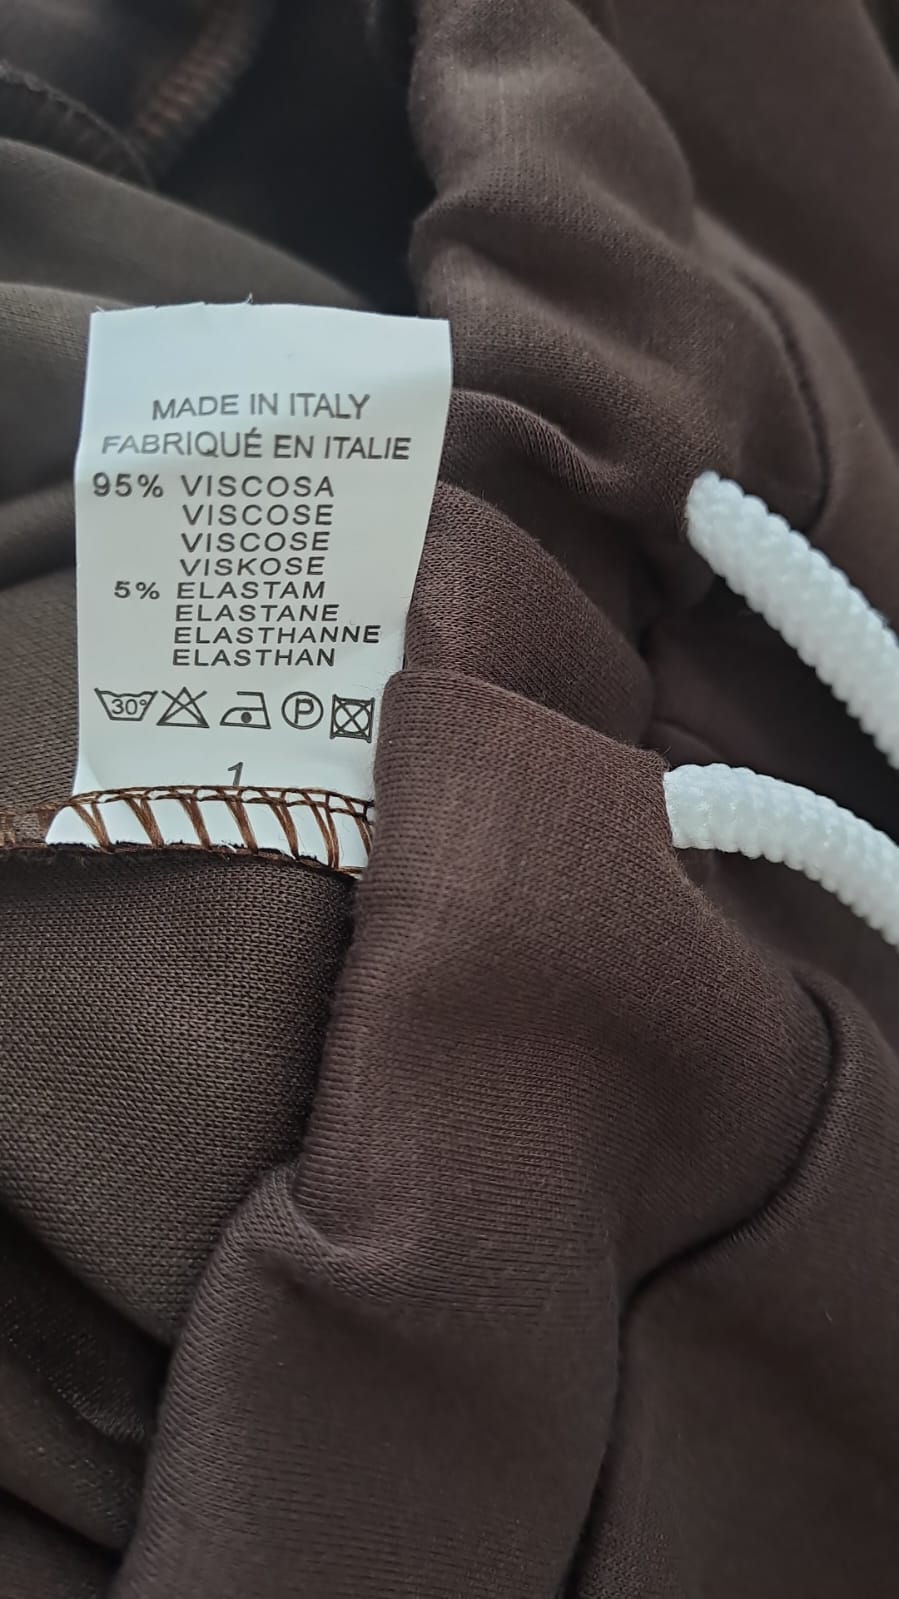 MADE IN ITALY
FABRIQUÉ EN ITALIE
95% VISCOSA
VISCOSE
VISCOSE
VISKOSE
5% ELASTAM
ELASTANE
ELASTHANNE
ELASTHAN
30° P
1